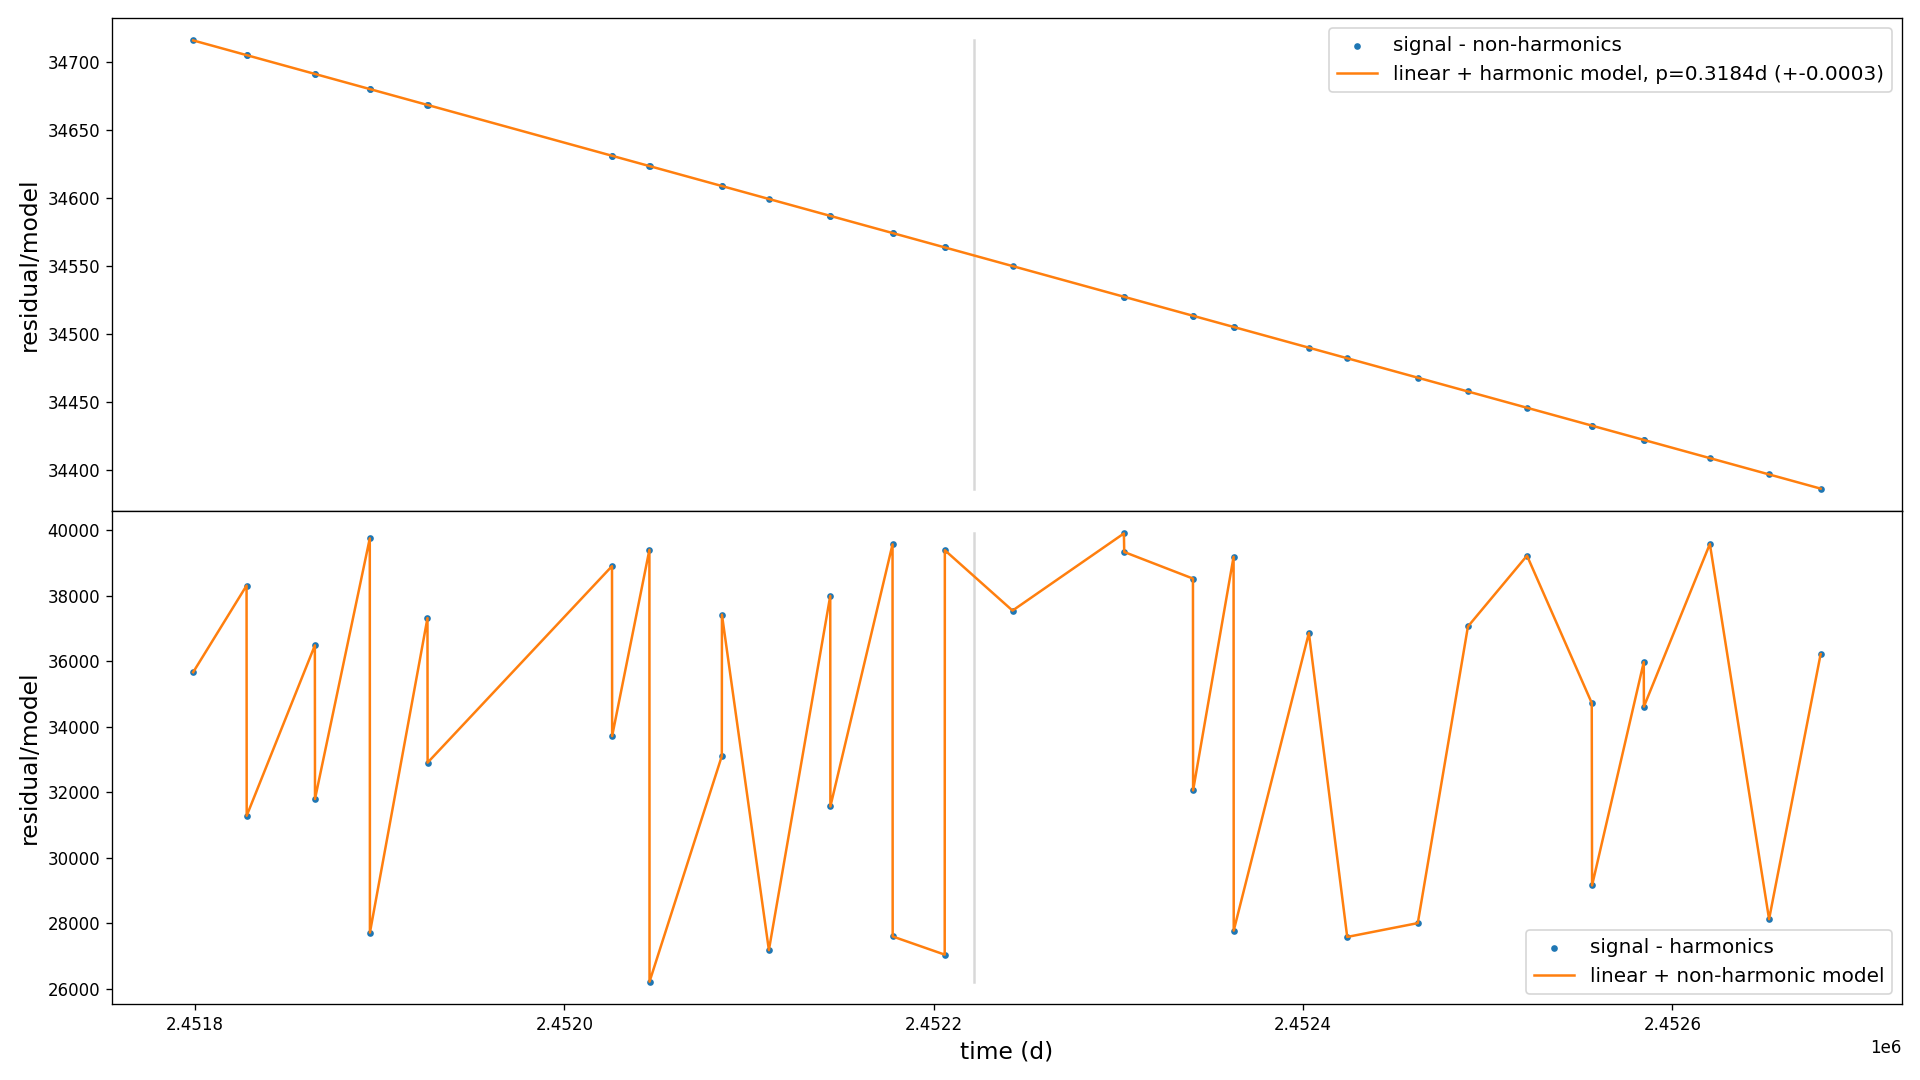 residual/model
34700
34650
34600
34550
34500
34450
34400
signal - non-harmonics
linear + harmonic model, p=0.3184d (+-0.0003)
residual/model
40000
38000
36000
34000
32000
30000
28000
26000
signal - harmonics
linear + non-harmonic model
2.4518
2.4520
2.4522
2.4524
2.4526
1e6
time (d)